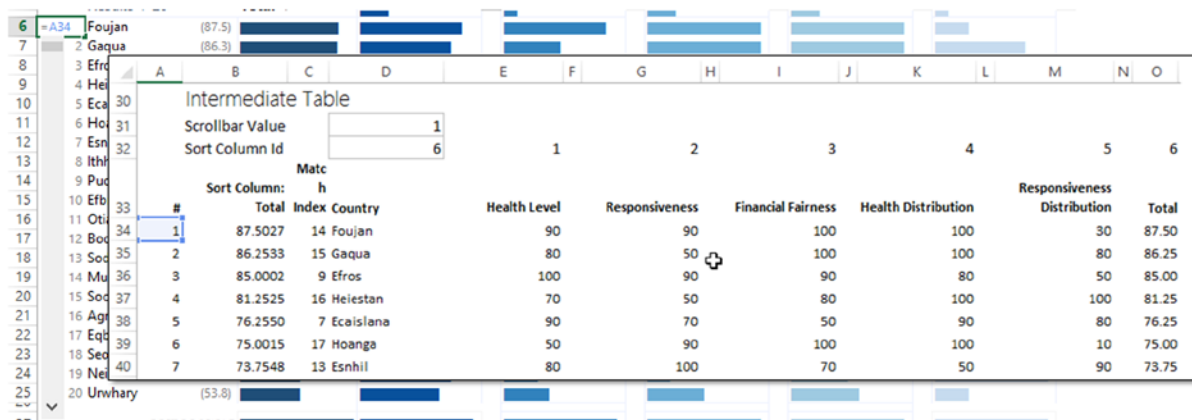 6 =A34 Foujan (87.5)
7 2 Gaqua (86.3)
8 3 Efro
9 4 Hei
10 5 Eca
11 6 Ho
12 7 Esn
13 8 Ithh
14 9 Puc
15 10 Efb
16 11 Oti
17 12 Boo
18 13 Soc
19 14 Mu
20 15 Soc
21 16 Agr
22 17 Eqb
23 18 Seo
24 19 Nei
25 20 Urwhary (53.8)
A B C D E F G H I J K L M N O
30 Intermediate Table
31 Scrollbar Value 1
32 Sort Column Id 6 1 2 3 4 5 6
Matc
Sort Column: h Responsiveness
33 # Total Index Country Health Level Responsiveness Financial Fairness Health Distribution Distribution Total
34 1 87.5027 14 Foujan 90 90 100 100 30 87.50
35 2 86.2533 15 Gaqua 80 50 100 100 80 86.25
36 3 85.0002 9 Efros 100 90 90 80 50 85.00
37 4 81.2525 16 Heiestan 70 50 80 100 100 81.25
38 5 76.2550 7 Ecaislana 90 70 50 90 80 76.25
39 6 75.0015 17 Hoanga 50 90 100 100 10 75.00
40 7 73.7548 13 Esnhil 80 100 70 50 90 73.75